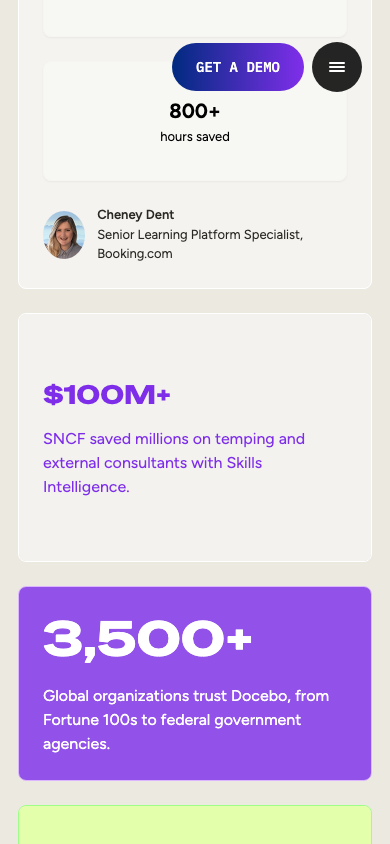 GET A DEMO
800+
hours saved
Cheney Dent
Senior Learning Platform Specialist,
Booking.com
$100M+
SNCF saved millions on temping and
external consultants with Skills
Intelligence.
3,500+
Global organizations trust Docebo, from
Fortune 100s to federal government
agencies.